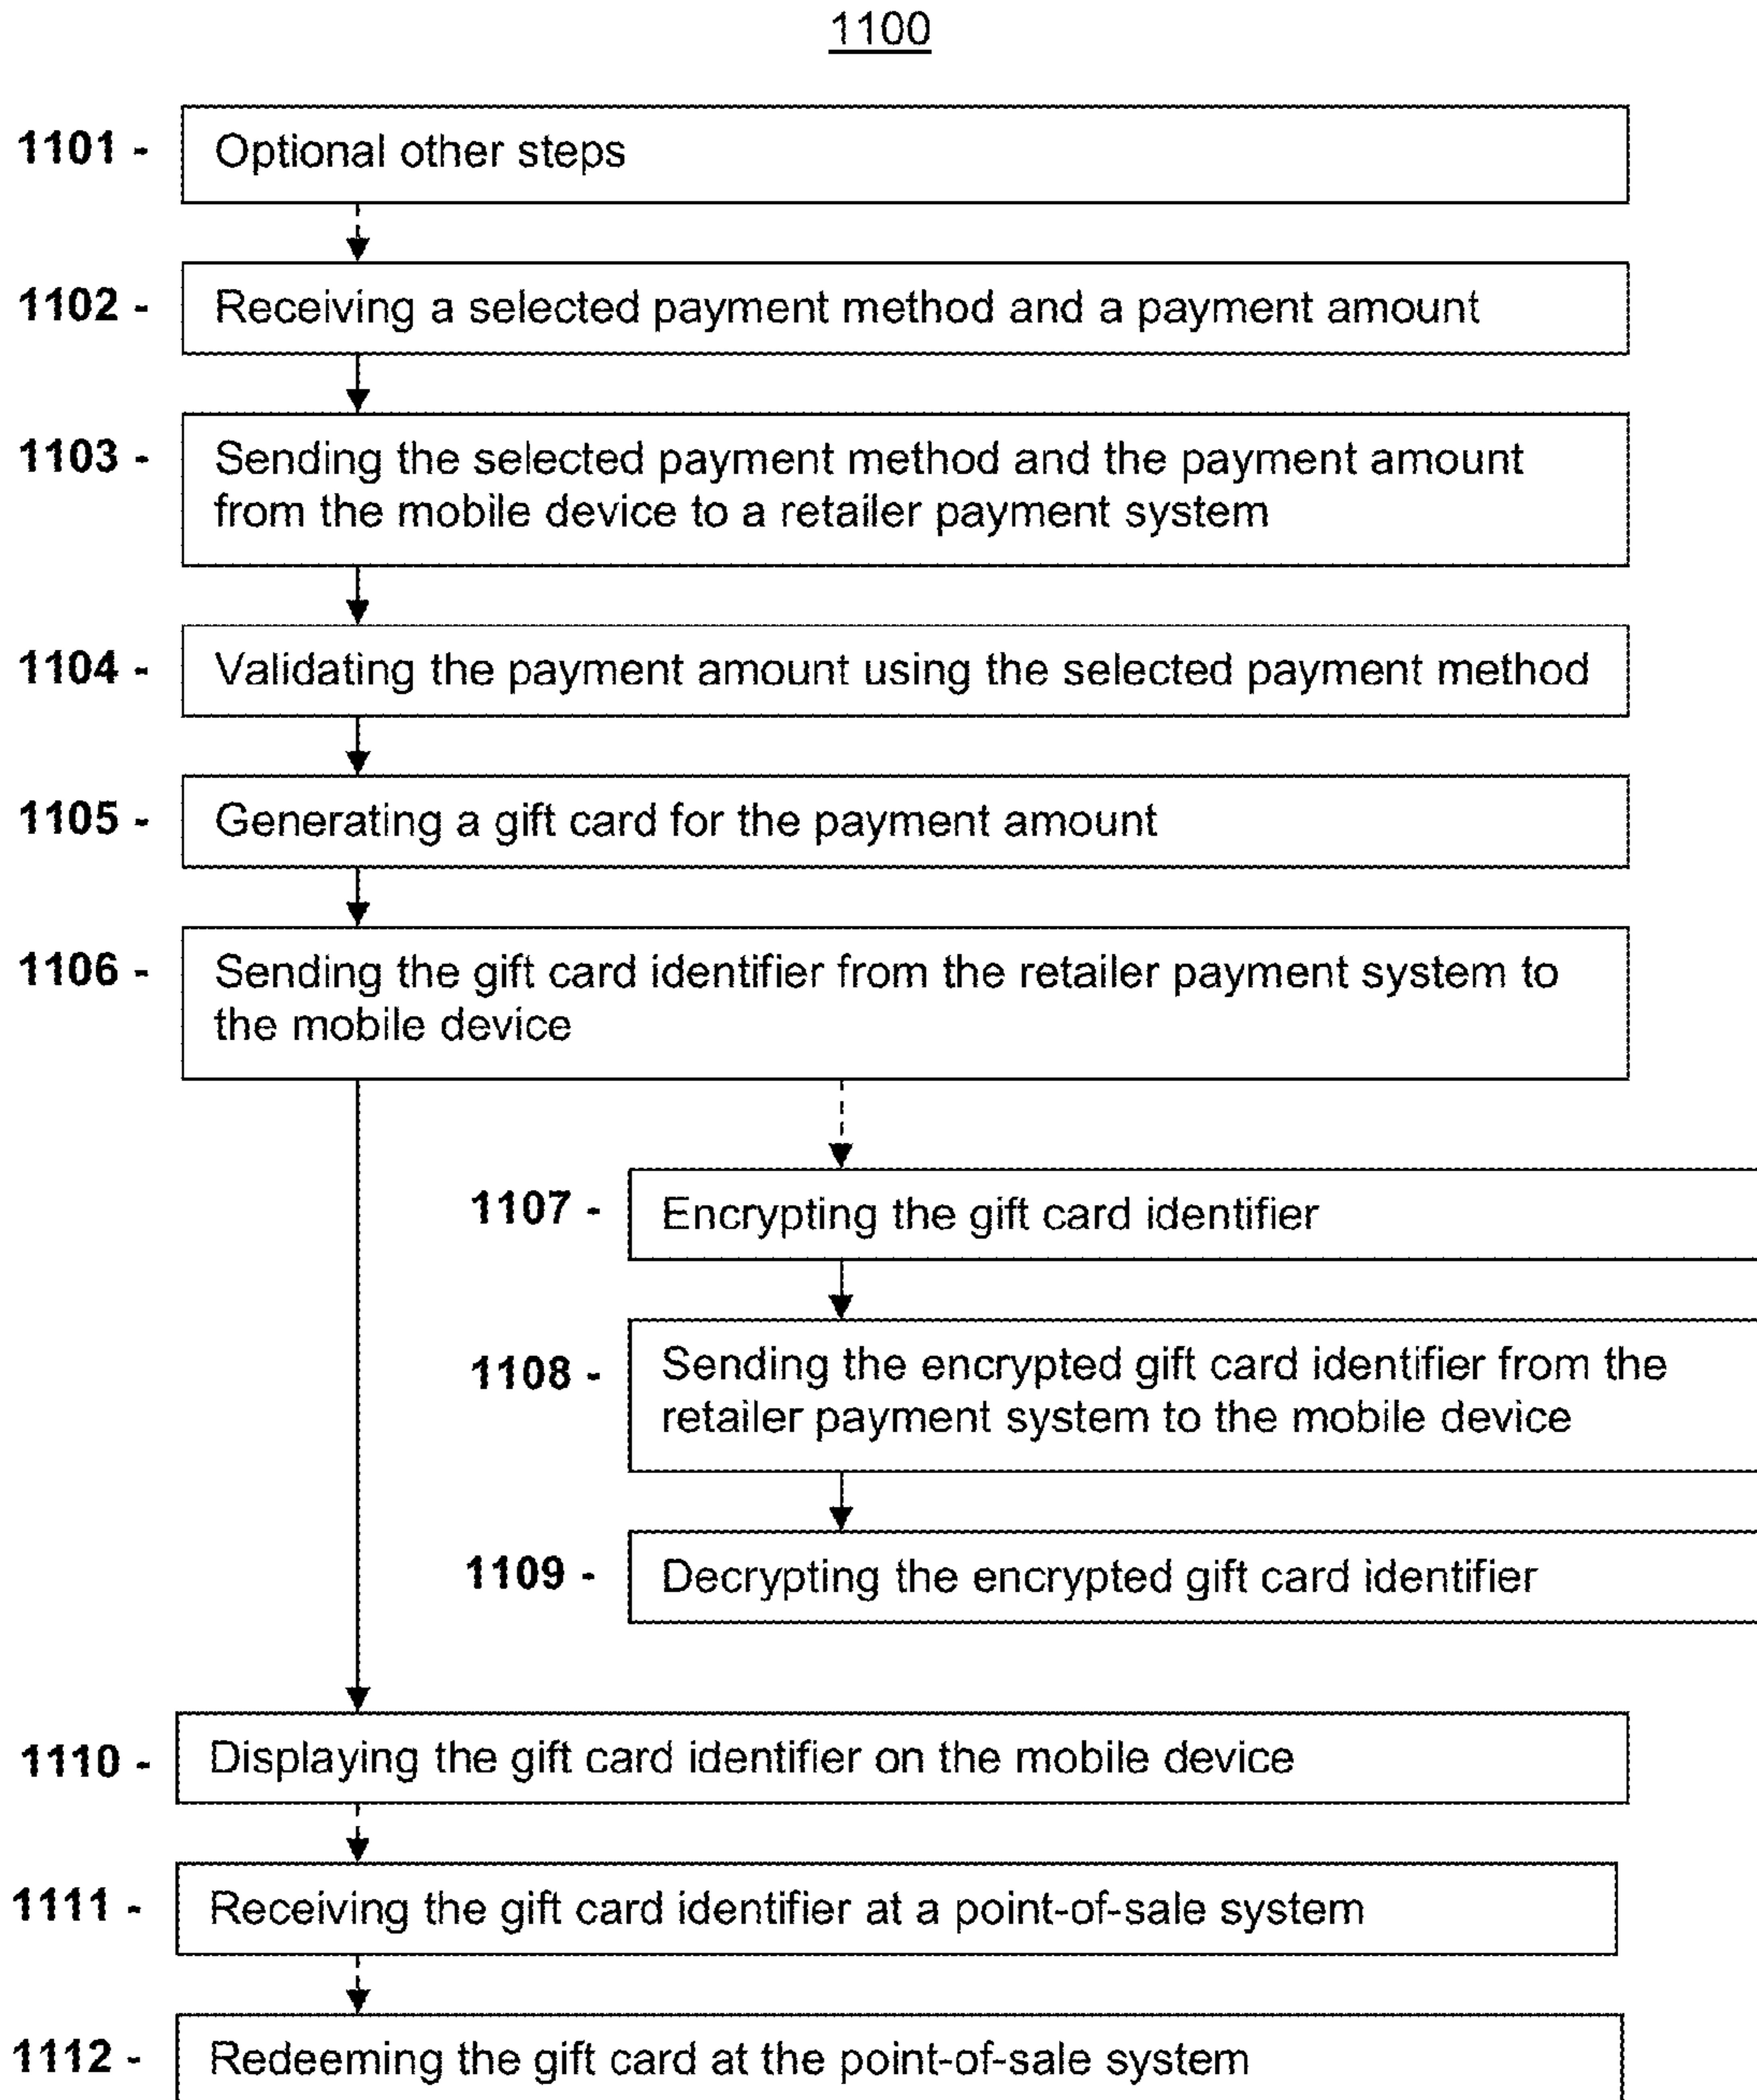 1100
1101 - Optional other steps
1102 - Receiving a selected payment method and a payment amount
1103 - Sending the selected payment method and the payment amount
from the mobile device to a retailer payment system
1104 - Validating the payment amount using the selected payment method
1105 - Generating a gift card for the payment amount
1106 - Sending the gift card identifier from the retailer payment system to
the mobile device
1107 - Encrypting the gift card identifier
1108 - Sending the encrypted gift card identifier from the
retailer payment system to the mobile device
1109 - Decrypting the encrypted gift card identifier
1110 - Displaying the gift card identifier on the mobile device
1111 - Receiving the gift card identifier at a point-of-sale system
1112 - Redeeming the gift card at the point-of-sale system